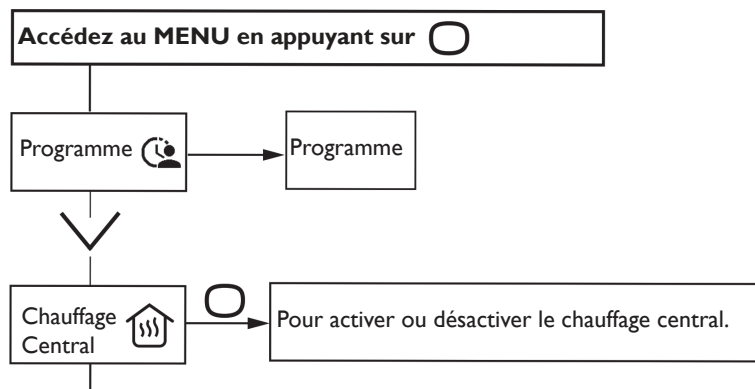 Accédez au MENU en appuyant sur
Programme
Programme
Chauffage
Central
Pour activer ou désactiver le chauffage central.